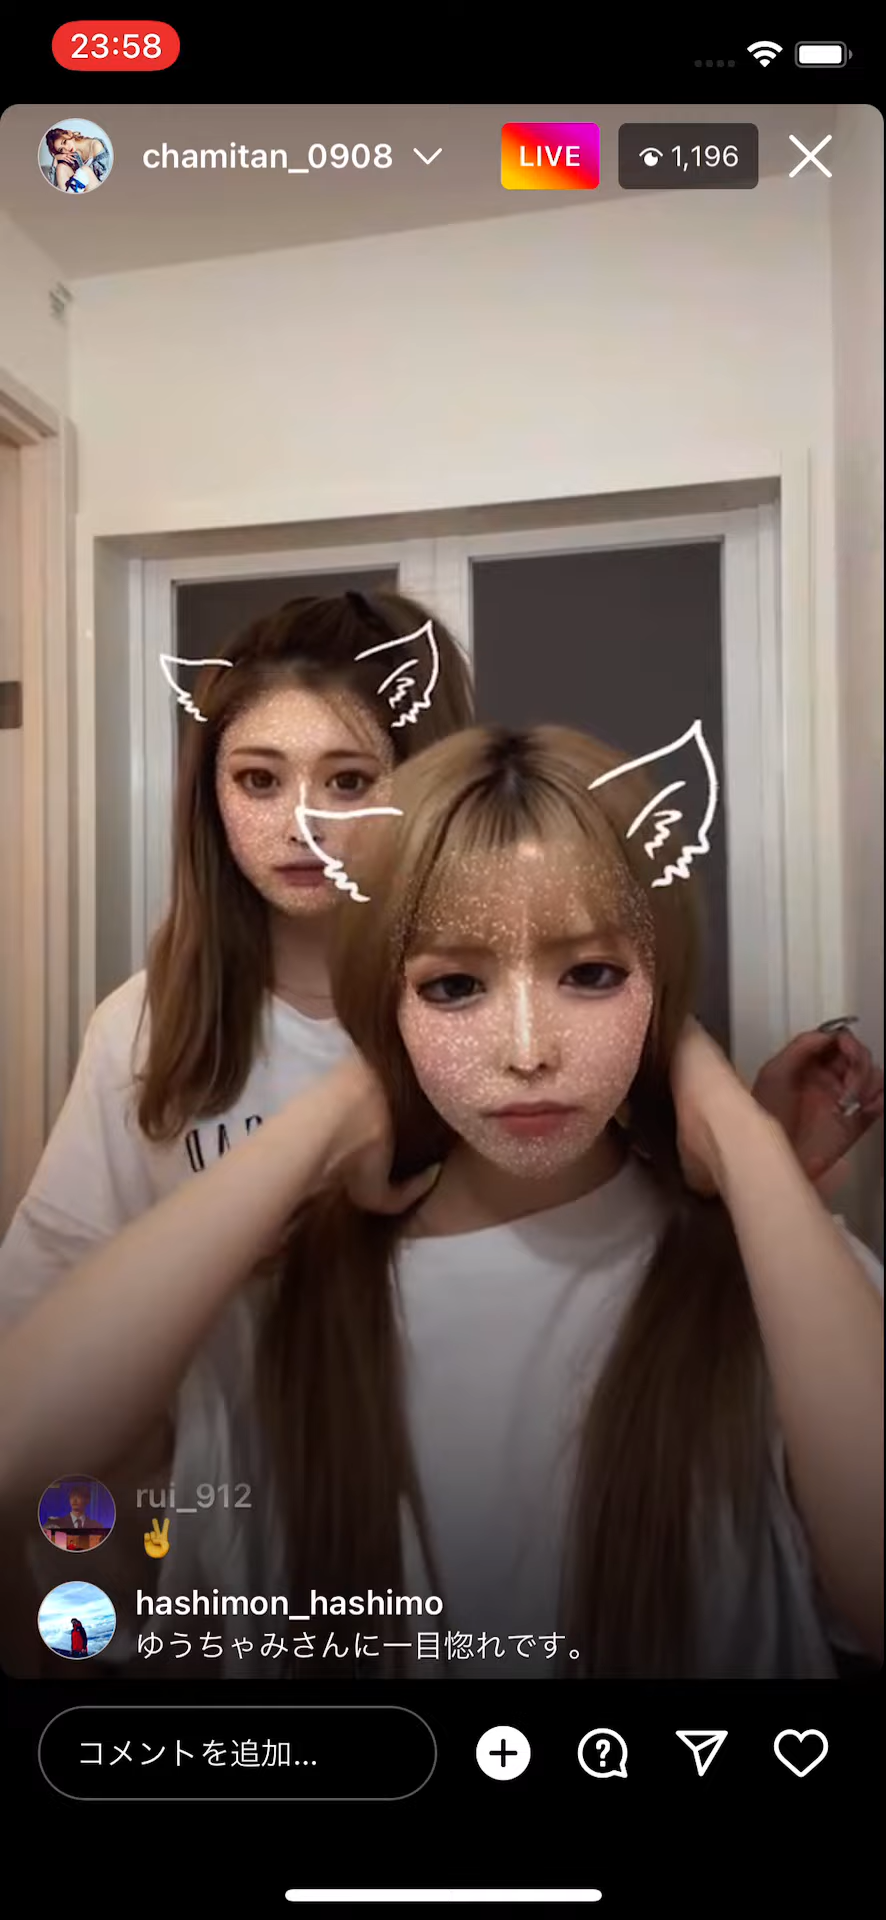 23:58
chamitan_0908
LIVE
1,196
rui_912
✌️
hashimon_hashimo
ゆうちゃみさんに一目惚れです。
コメントを追加...